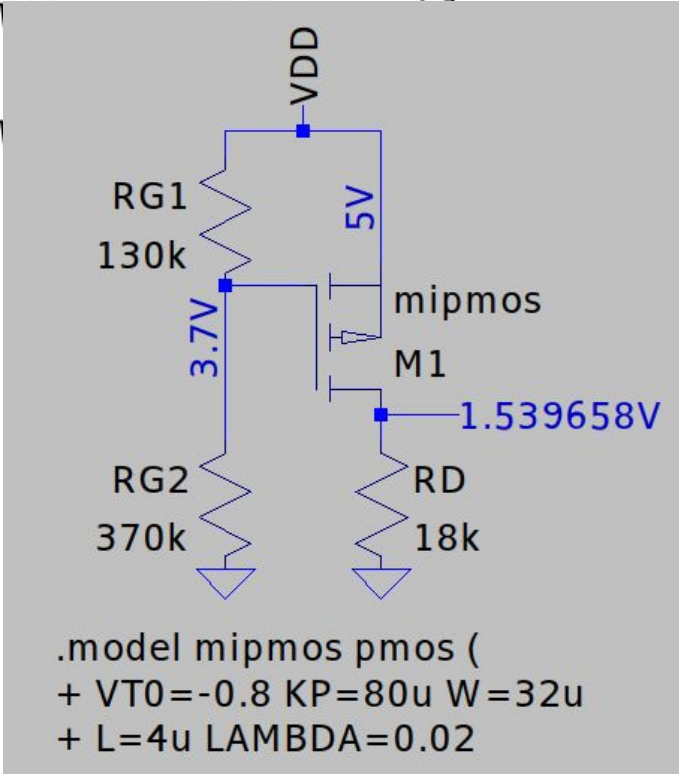 VDD
RG1
130k
5V
3.7V
mipmos
M1
1.539658V
RG2
370k
RD
18k
.model mipmos pmos (
+ VT0=-0.8 KP=80u W=32u
+ L=4u LAMBDA=0.02